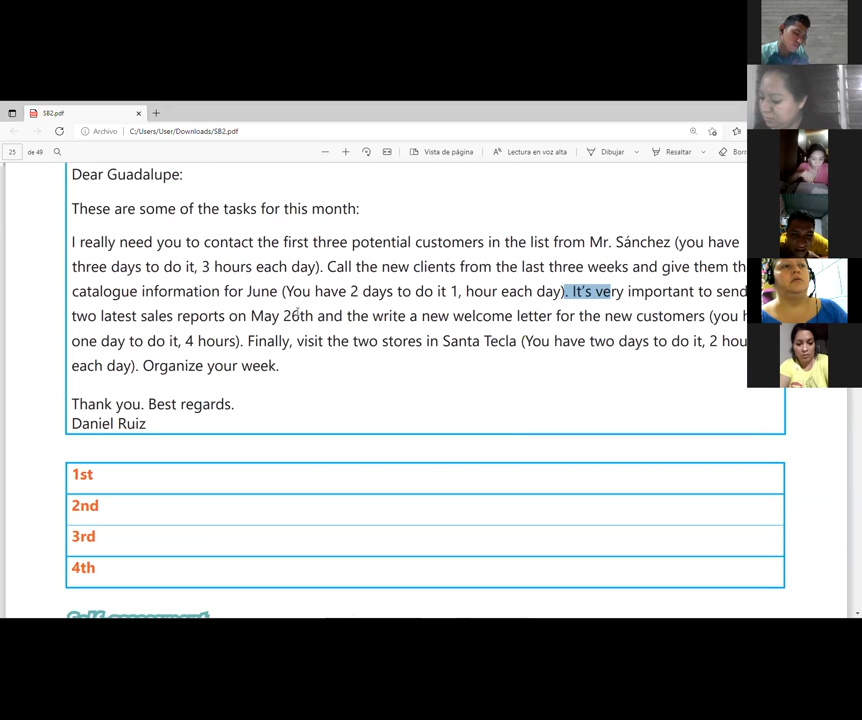 SB2.pdf
Archivo C:/Users/User/Downloads/SB2.pdf
25 de 49 Vista de página Lectura en voz alta Dibujar Resaltar
Dear Guadalupe:
These are some of the tasks for this month:
I really need you to contact the first three potential customers in the list from Mr. Sánchez (you have
three days to do it, 3 hours each day). Call the new clients from the last three weeks and give them
catalogue information for June (You have 2 days to do it 1, hour each day). It's very important to send
two latest sales reports on May 26th and the write a new welcome letter for the new customers (you
one day to do it, 4 hours). Finally, visit the two stores in Santa Tecla (You have two days to do it, 2
each day). Organize your week.
Thank you. Best regards.
Daniel Ruiz
1st
2nd
3rd
4th